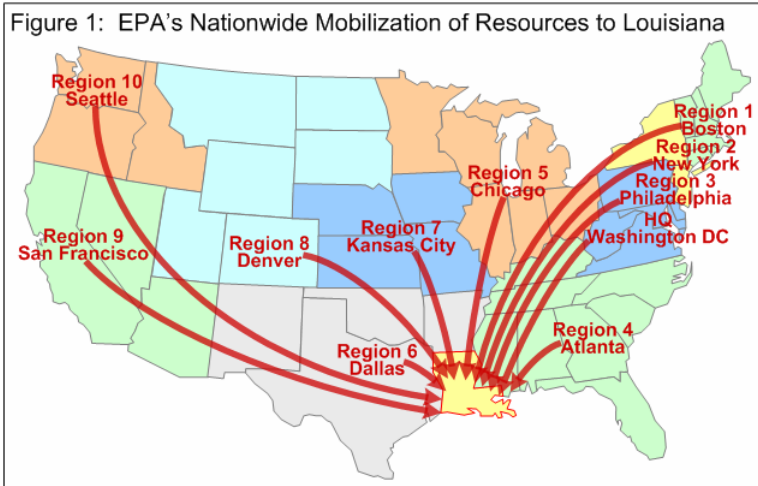 Figure 1: EPA's Nationwide Mobilization of Resources to Louisiana
Region 10
Seattle
Region 1
Boston
Region 2
New York
Region 5
Chicago
Region 3
Philadelphia
HQ
Washington DC
Region 7
Kansas City
Region 9
San Francisco
Region 8
Denver
Region 4
Atlanta
Region 6
Dallas